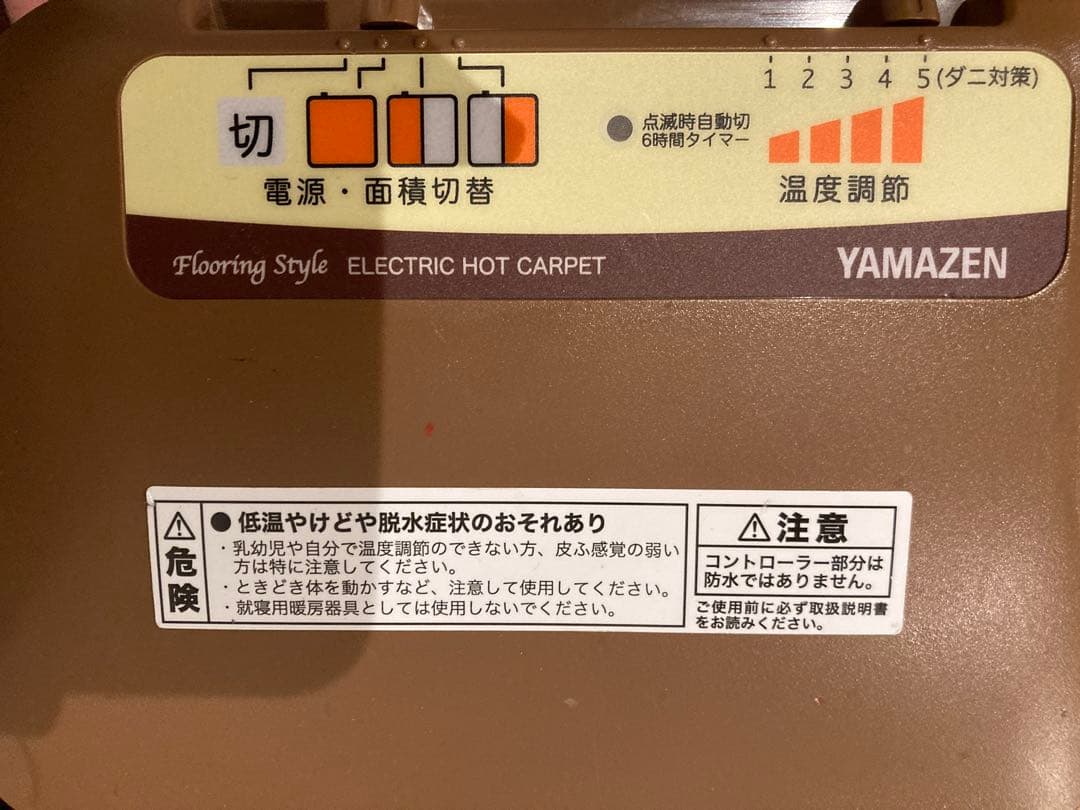 1 2 3 4 5(ダニ対策)
切
点滅時自動切
6時間タイマー
電源・面積切替
温度調節
Flooring Style ELECTRIC HOT CARPET
YAMAZEN
危険
●低温やけどや脱水症状のおそれあり
・乳幼児や自分で温度調節のできない方、皮ふ感覚の弱い
方は特に注意してください。
・ときどき体を動かすなど、注意して使用してください。
・就寝用暖房器具としては使用しないでください。
注意
コントローラー部分は
防水ではありません。
ご使用前に必ず取扱説明書
をお読みください。